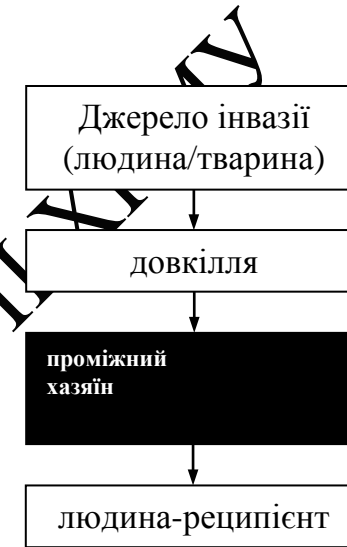 Джерело інвазії
(людина/тварина)
довкілля
проміжний
хазяїн
людина-реципієнт